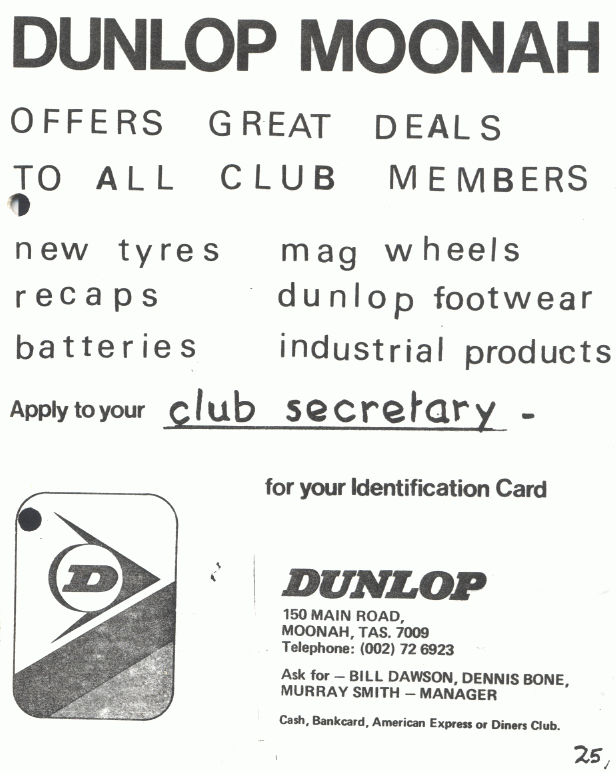 DUNLOP MOONAH
OFFERS GREAT DEALS
TO ALL CLUB MEMBERS
new tyres mag wheels
recaps dunlop footwear
batteries industrial products
Apply to your club secretary -
for your Identification Card
D
DUNLOP
150 MAIN ROAD,
MOONAH, TAS. 7009
Telephone: (002) 72 6923
Ask for — BILL DAWSON, DENNIS BONE,
MURRAY SMITH — MANAGER
Cash, Bankcard, American Express or Diners Club.
25,